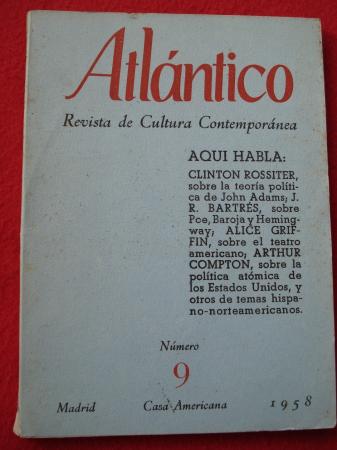 Atlántico
Revista de Cultura Contemporánea
AQUI HABLA:
CLINTON ROSSITER,
sobre la teoría políti-
ca de John Adams; J.
R. BARTRÉS, sobre
Poe, Baroja y Heming-
way; ALICE GRIF-
FIN, sobre el teatro
americano; ARTHUR
COMPTON, sobre la
política atómica de
los Estados Unidos, y
otros de temas hispa-
no-norteamericanos.
Número
9
Madrid Casa Americana 1958